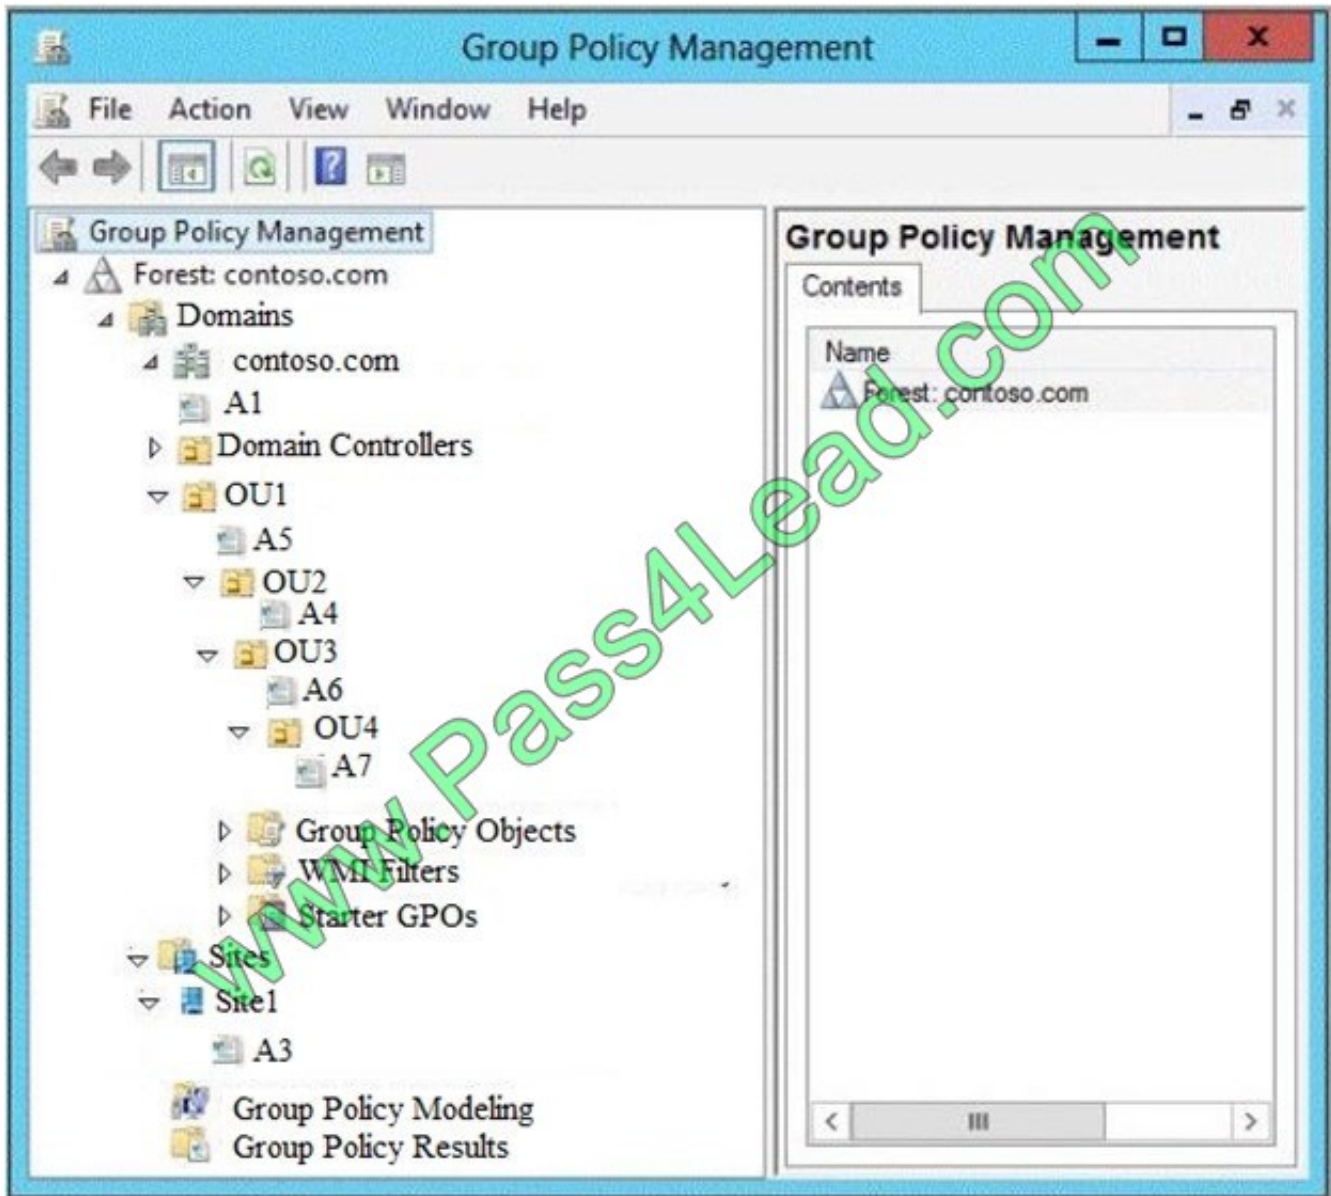 Group Policy Management
File Action View Window Help
Group Policy Management
Forest: contoso.com
Domains
contoso.com
A1
Domain Controllers
OU1
A5
OU2
A4
OU3
A6
OU4
A7
Group Policy Objects
WMI Filters
Starter GPOs
Sites
Site1
A3
Group Policy Modeling
Group Policy Results
Group Policy Management
Contents
Name
Forest: contoso.com
www.Pass4Lead.com